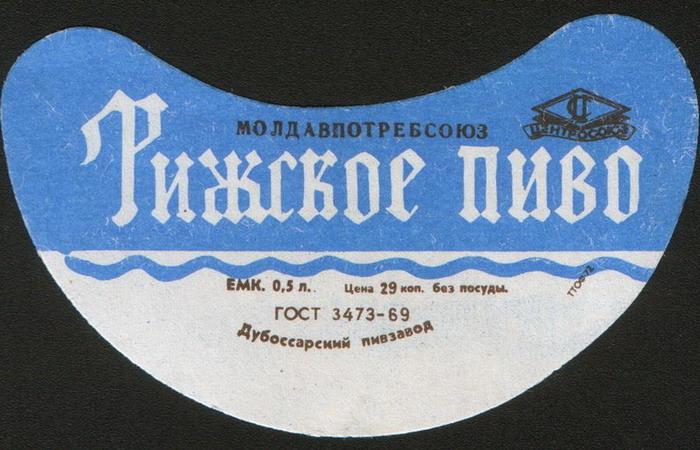 МОЛДАВПОТРЕБСОЮЗ
ЦЕНТРОСОЮЗ
Рижское пиво
ЕМК. 0,5 л. Цена 29 коп. без посуды.
ГОСТ 3473-69
Дубоссарский пивзавод